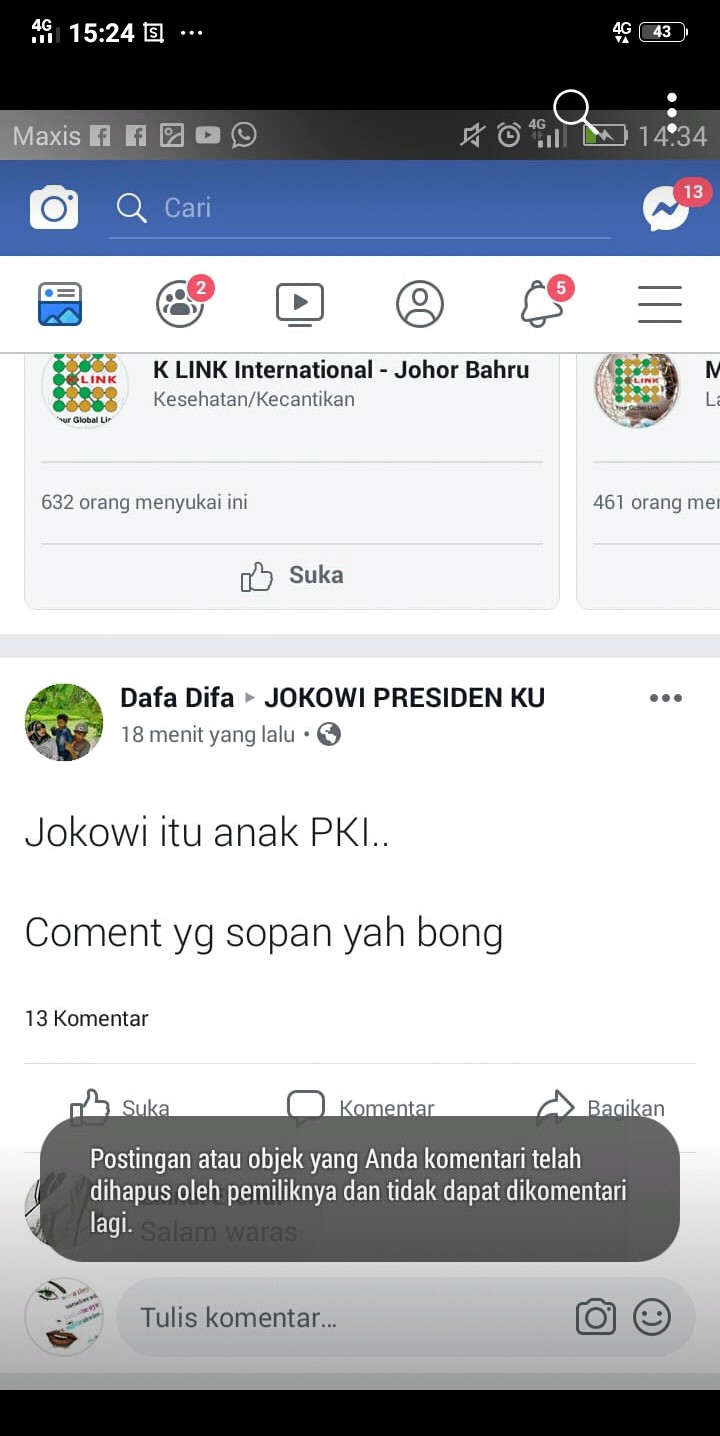 4G 15:24 S ... 4G 43
Maxis 4G 14:34
Cari 13
2 5
LINK K LINK International - Johor Bahru LINK M
Kesehatan/Kecantikan La
632 orang menyukai ini 461 orang mer
Suka
Dafa Difa ▸ JOKOWI PRESIDEN KU
18 menit yang lalu •
Jokowi itu anak PKI..
Coment yg sopan yah bong
13 Komentar
Suka Komentar Bagikan
Postingan atau objek yang Anda komentari telah
dihapus oleh pemiliknya dan tidak dapat dikomentari
lagi.
Salam waras
Tulis komentar...